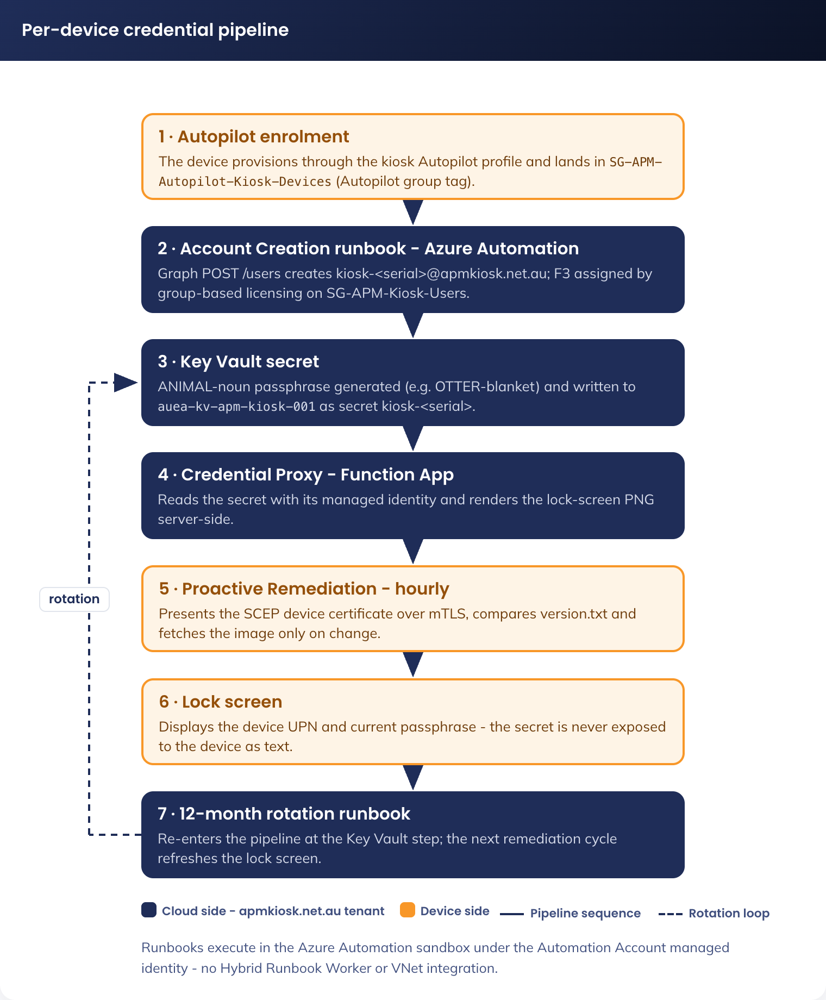 Per-device credential pipeline
1 · Autopilot enrolment
The device provisions through the kiosk Autopilot profile and lands in SG-APM-
Autopilot-Kiosk-Devices (Autopilot group tag).
2 · Account Creation runbook - Azure Automation
Graph POST /users creates kiosk-<serial>@apmkiosk.net.au; F3 assigned by
group-based licensing on SG-APM-Kiosk-Users.
3 · Key Vault secret
ANIMAL-noun passphrase generated (e.g. OTTER-blanket) and written to
auea-kv-apm-kiosk-001 as secret kiosk-<serial>.
4 · Credential Proxy - Function App
Reads the secret with its managed identity and renders the lock-screen PNG
server-side.
5 · Proactive Remediation - hourly
rotation
Presents the SCEP device certificate over mTLS, compares version.txt and
fetches the image only on change.
6 · Lock screen
Displays the device UPN and current passphrase - the secret is never exposed
to the device as text.
7 · 12-month rotation runbook
Re-enters the pipeline at the Key Vault step; the next remediation cycle
refreshes the lock screen.
Cloud side - apmkiosk.net.au tenant Device side Pipeline sequence Rotation loop
Runbooks execute in the Azure Automation sandbox under the Automation Account managed
identity - no Hybrid Runbook Worker or VNet integration.